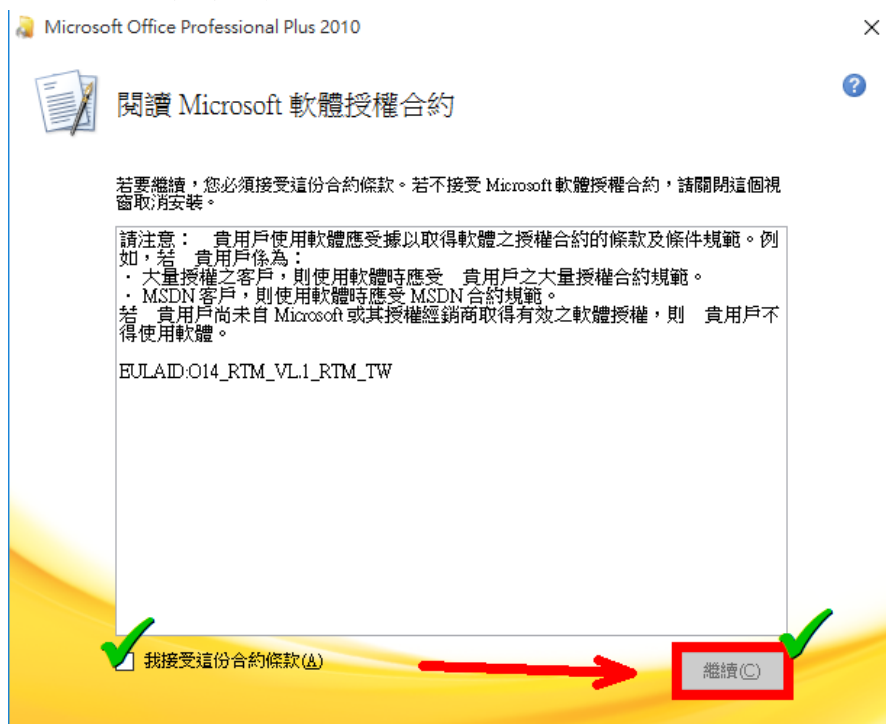 Microsoft Office Professional Plus 2010
閱讀 Microsoft 軟體授權合約
若要繼續，您必須接受這份合約條款。若不接受 Microsoft 軟體授權合約，請關閉這個視
窗取消安裝。
請注意：　貴用戶使用軟體應受據以取得軟體之授權合約的條款及條件規範。例
如，若　貴用戶係為：
· 大量授權之客戶，則使用軟體時應受　貴用戶之大量授權合約規範。
· MSDN 客戶，則使用軟體時應受 MSDN 合約規範。
若　貴用戶尚未自 Microsoft 或其授權經銷商取得有效之軟體授權，則　貴用戶不
得使用軟體。
EULAID:O14_RTM_VL.1_RTM_TW
我接受這份合約條款(A)
繼續(C)